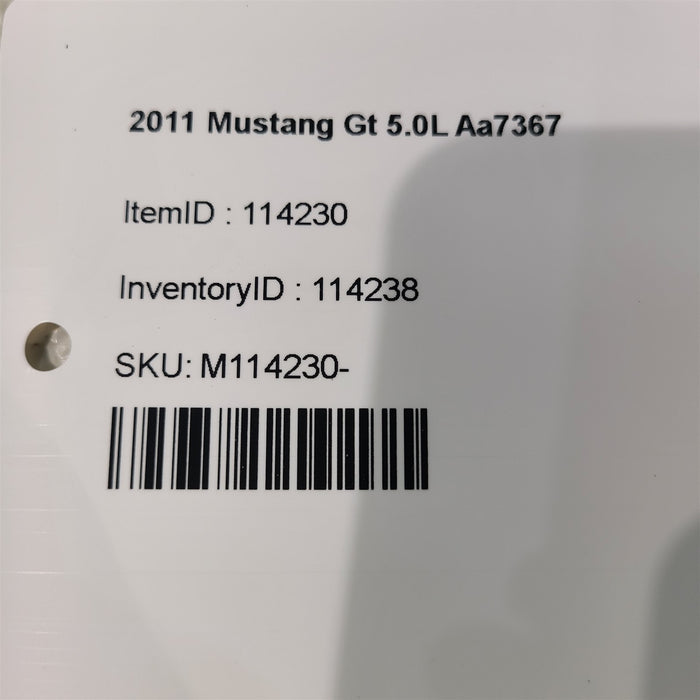 2011 Mustang Gt 5.0L Aa7367
ItemID : 114230
InventoryID : 114238
SKU: M114230-